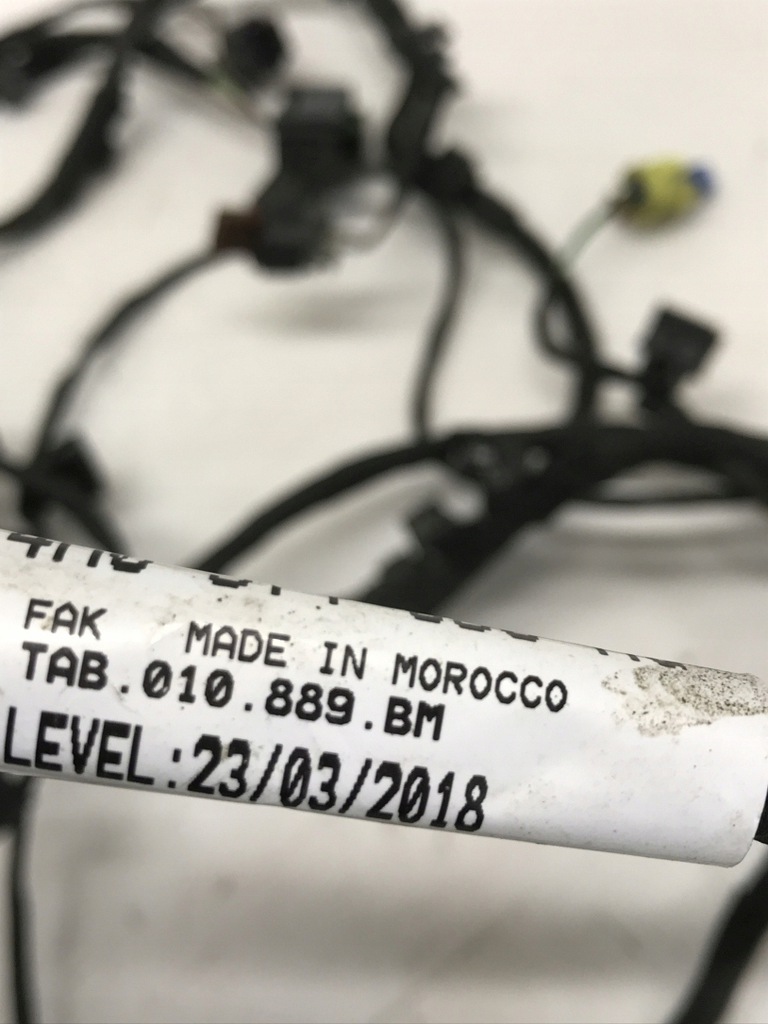 FAK MADE IN MOROCCO
TAB.010.889.BM
LEVEL:23/03/2018